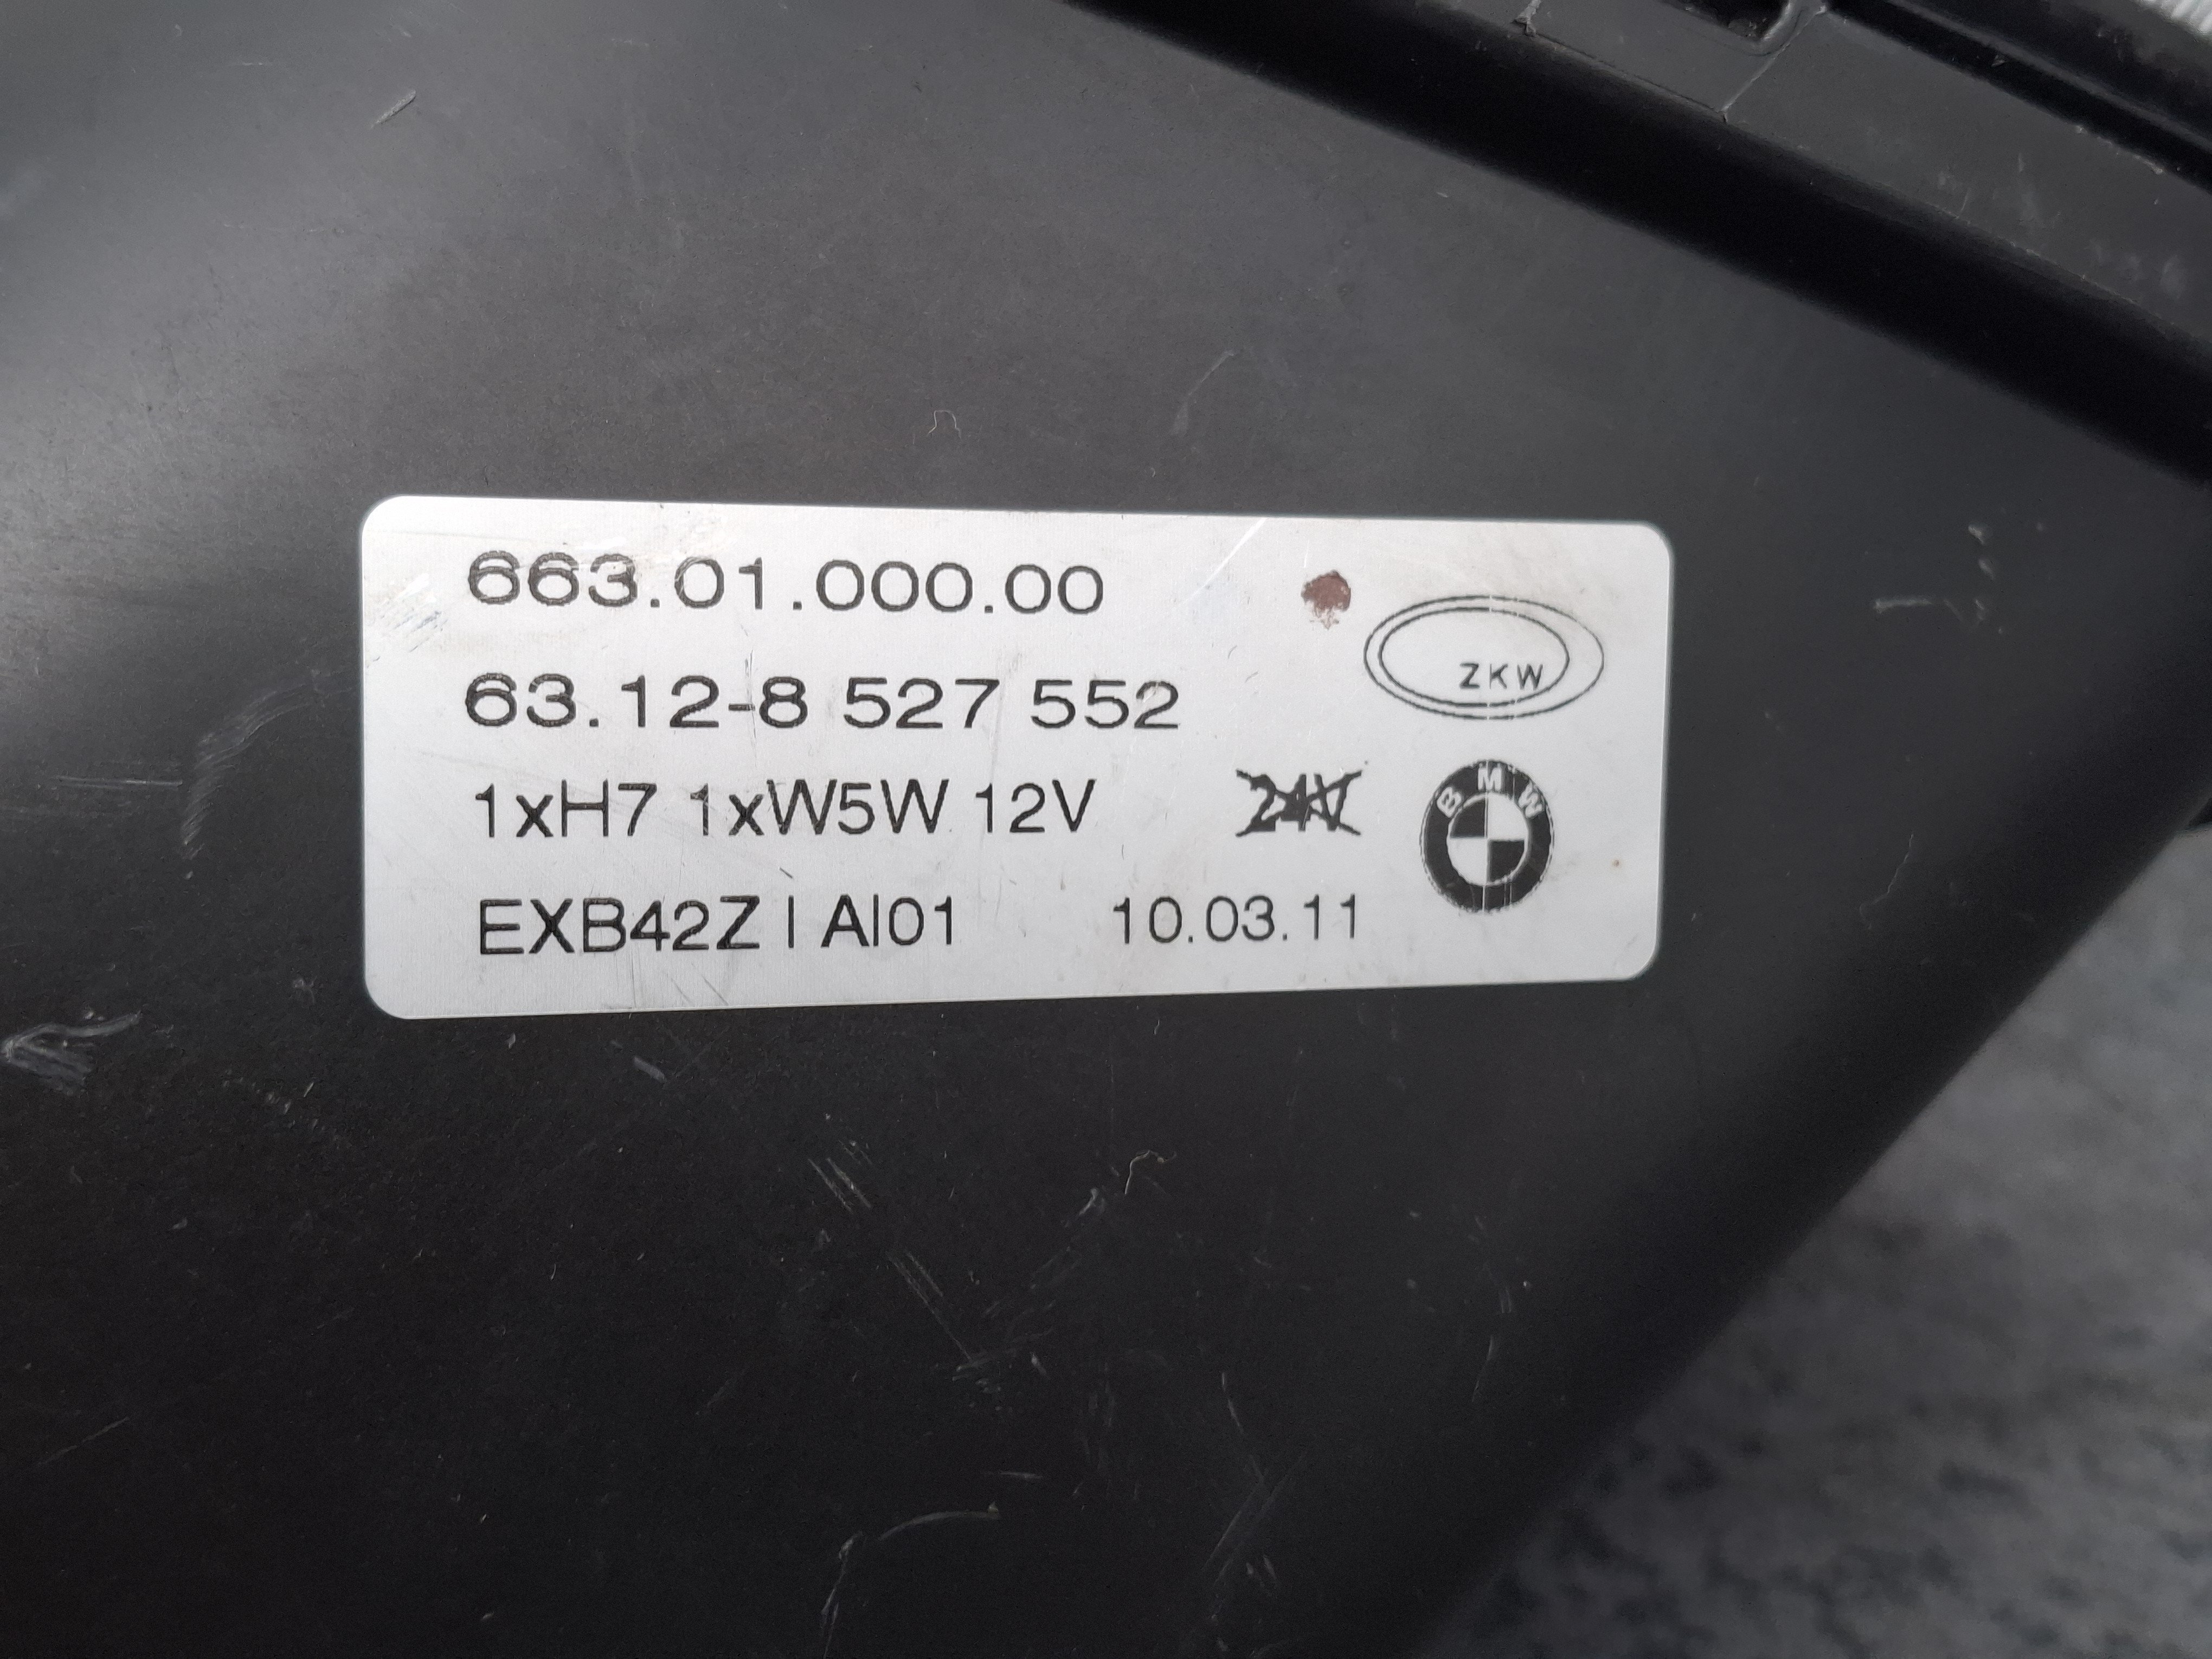 663.01.000.00
ZKW
63.12-8 527 552
1xH7 1xW5W 12V 24V
BMW
EXB42Z | AI01 10.03.11